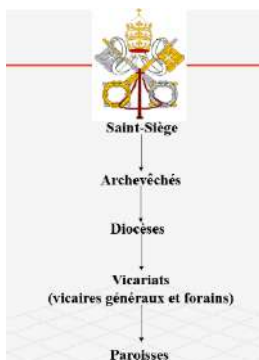 Saint-Siège
Archevêchés
Diocèses
Vicariats
(vicaires généraux et forains)
Paroisses